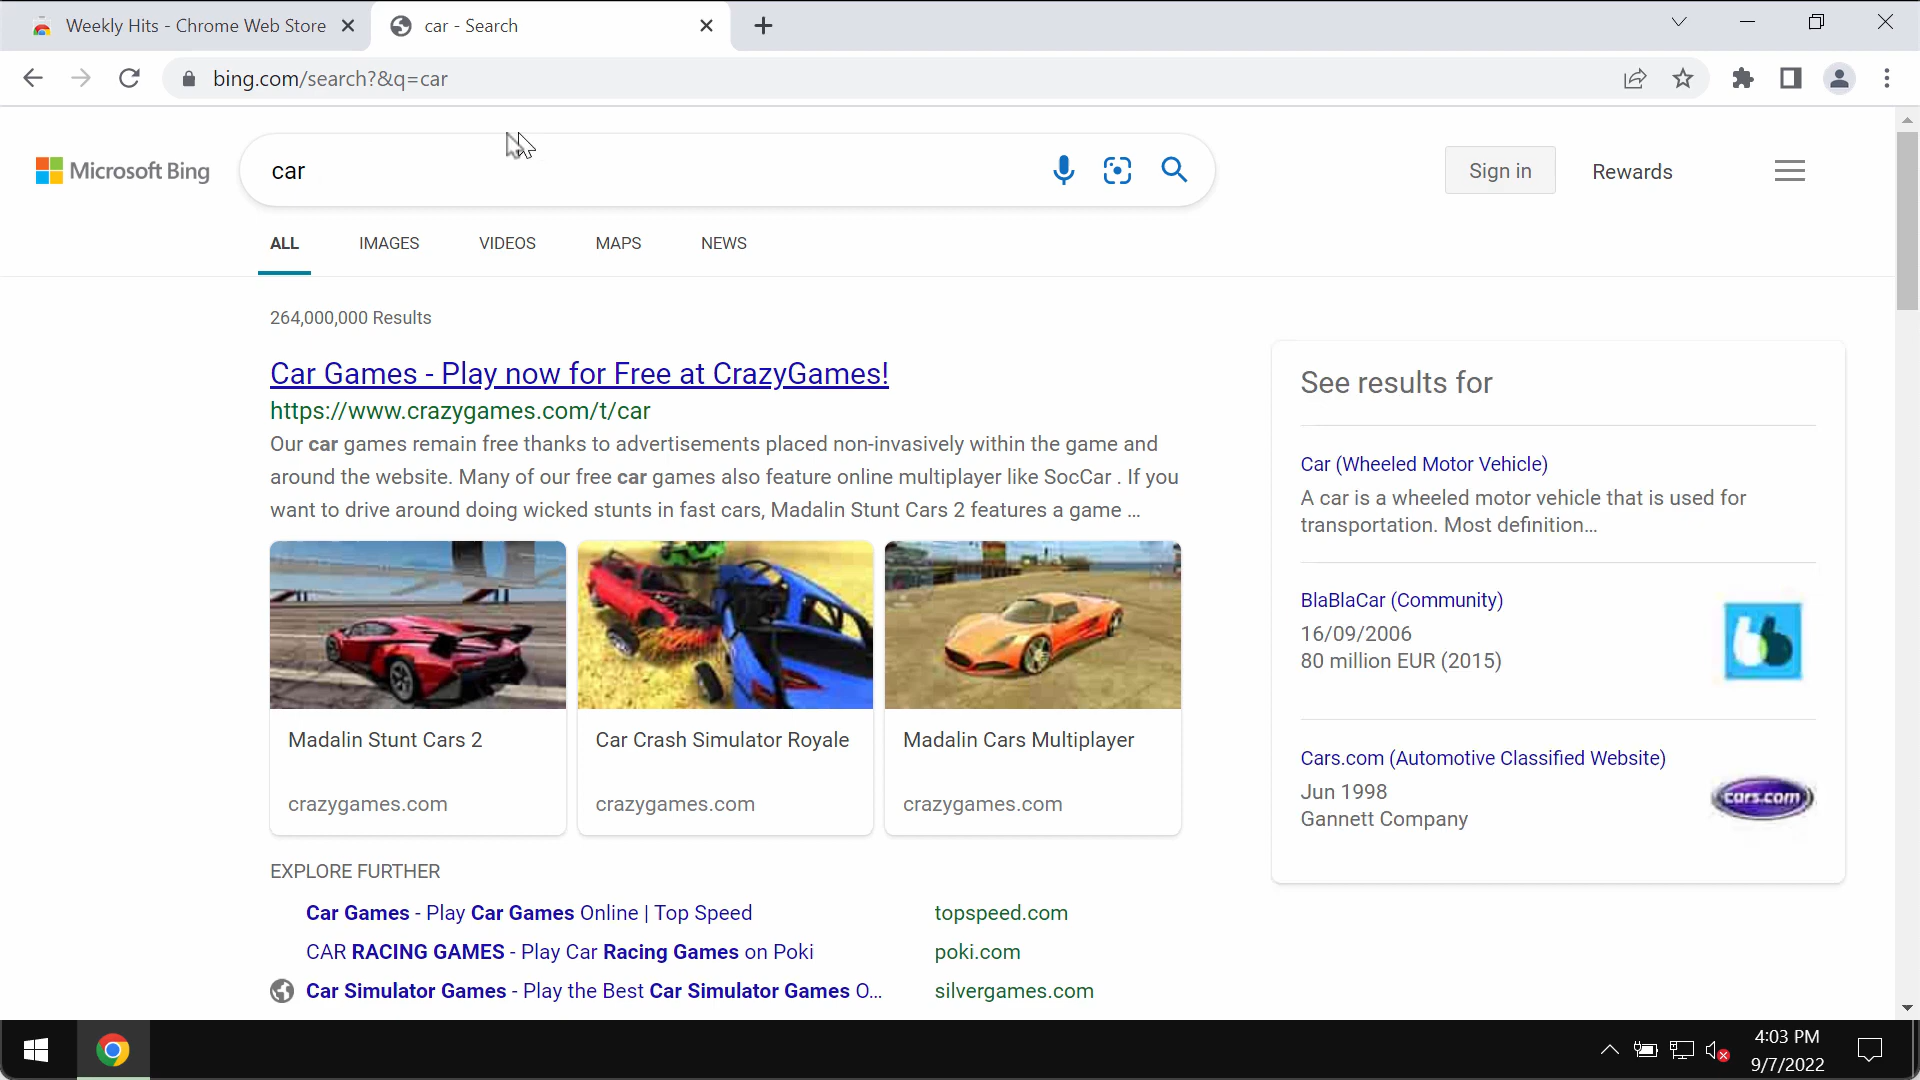 Weekly Hits - Chrome Web Store
car - Search
bing.com/search?&q=car
Microsoft Bing
car
Sign in
Rewards
ALL
IMAGES
VIDEOS
MAPS
NEWS
264,000,000 Results
Car Games - Play now for Free at CrazyGames!
https://www.crazygames.com/t/car
Our car games remain free thanks to advertisements placed non-invasively within the game and
around the website. Many of our free car games also feature online multiplayer like SocCar . If you
want to drive around doing wicked stunts in fast cars, Madalin Stunt Cars 2 features a game ...
Madalin Stunt Cars 2
crazygames.com
Car Crash Simulator Royale
crazygames.com
Madalin Cars Multiplayer
crazygames.com
EXPLORE FURTHER
Car Games - Play Car Games Online | Top Speed
topspeed.com
CAR RACING GAMES - Play Car Racing Games on Poki
poki.com
Car Simulator Games - Play the Best Car Simulator Games O...
silvergames.com
See results for
Car (Wheeled Motor Vehicle)
A car is a wheeled motor vehicle that is used for
transportation. Most definition...
BlaBlaCar (Community)
16/09/2006
80 million EUR (2015)
Cars.com (Automotive Classified Website)
Jun 1998
Gannett Company
cars.com
4:03 PM
9/7/2022